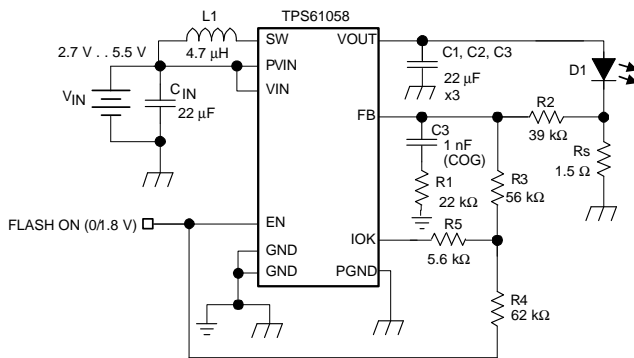 L1
TPS61058
2.7 V . . 5.5 V
4.7 µH
SW
VOUT
C1, C2, C3
PVIN
22 µF
x3
D1
VIN
VIN
CIN
22 µF
FB
R2
39 kΩ
C3
1 nF
(COG)
Rs
1.5 Ω
R1
22 kΩ
R3
56 kΩ
FLASH ON (0/1.8 V)
EN
IOK
R5
5.6 kΩ
GND
GND
PGND
R4
62 kΩ